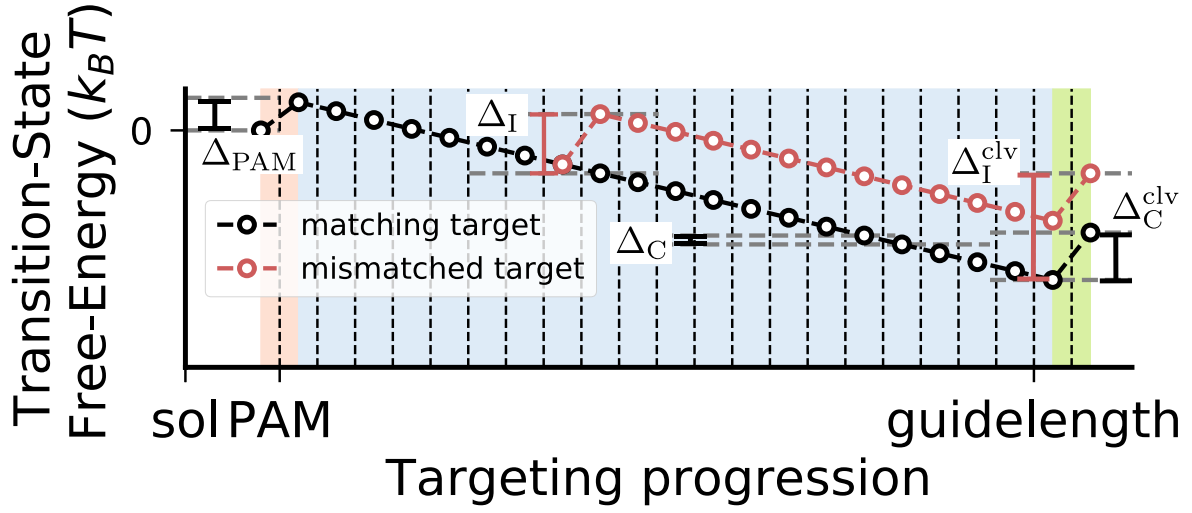 Transition-State
Free-Energy (k_BT)
0
Δ_PAM
Δ_I
Δ_I^clv
Δ_C^clv
Δ_C
matching target
mismatched target
sol PAM guidelength
Targeting progression